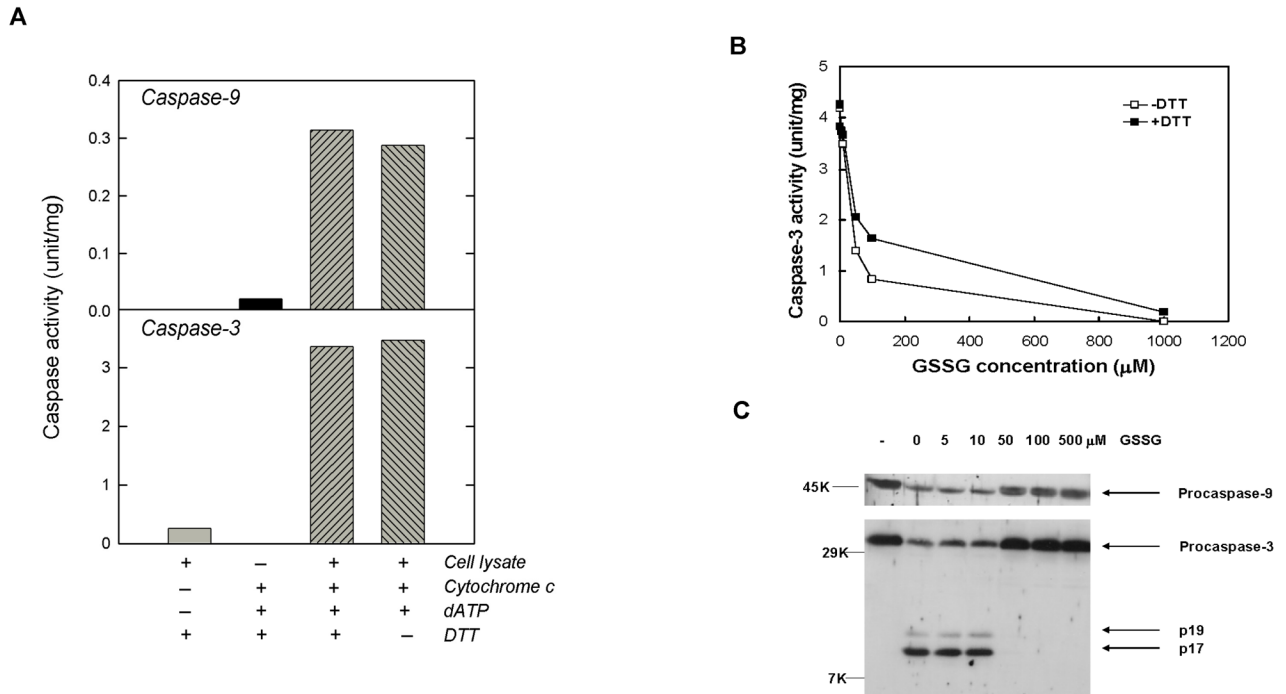 A
Caspase activity (unit/mg)
0.4
0.3
0.2
0.1
0.0
Caspase-9
3
2
1
0
Caspase-3
+ – + + Cell lysate
– + + + Cytochrome c
– + + + dATP
+ + + – DTT
B
Caspase-3 activity (unit/mg)
5
4
3
2
1
0
-DTT
+DTT
0 200 400 600 800 1000 1200
GSSG concentration (μM)
C
- 0 5 10 50 100 500 μM GSSG
45K
Procaspase-9
Procaspase-3
29K
p19
p17
7K